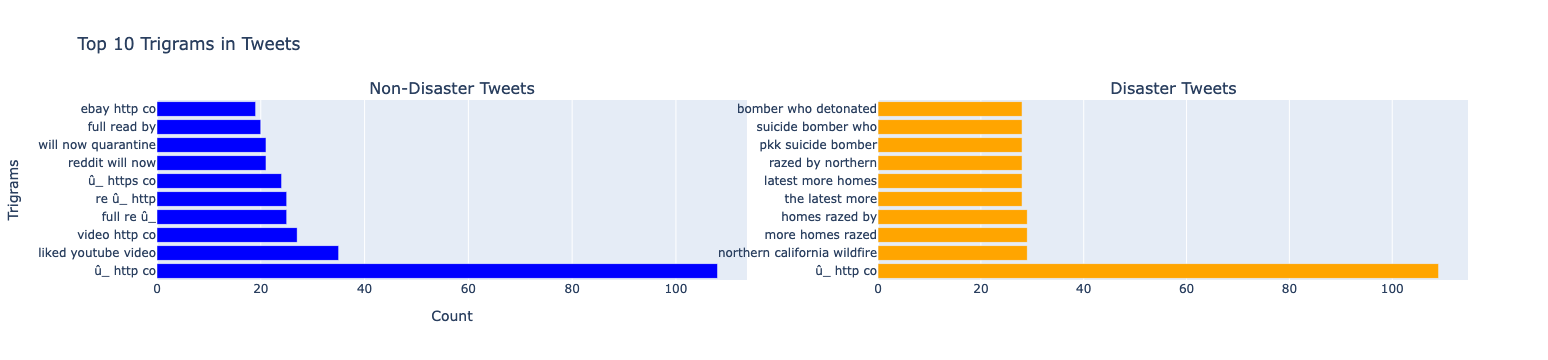 Top 10 Trigrams in Tweets
Non-Disaster Tweets
Trigrams
ebay http co
full read by
will now quarantine
reddit will now
û_ https co
re û_ http
full re û_
video http co
liked youtube video
û_ http co
0 20 40 60 80 100
Count
Disaster Tweets
bomber who detonated
suicide bomber who
pkk suicide bomber
razed by northern
latest more homes
the latest more
homes razed by
more homes razed
northern california wildfire
û_ http co
0 20 40 60 80 100